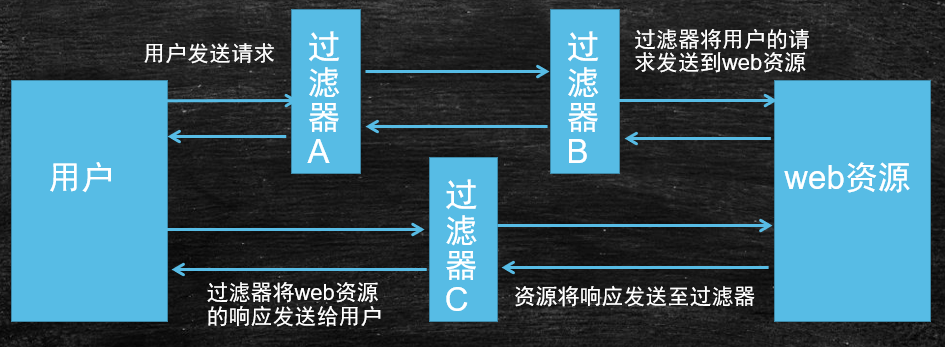 用户发送请求
过滤器A
过滤器B
过滤器将用户的请
求发送到web资源
用户
web资源
过滤器C
过滤器将web资源
的响应发送给用户
资源将响应发送至过滤器